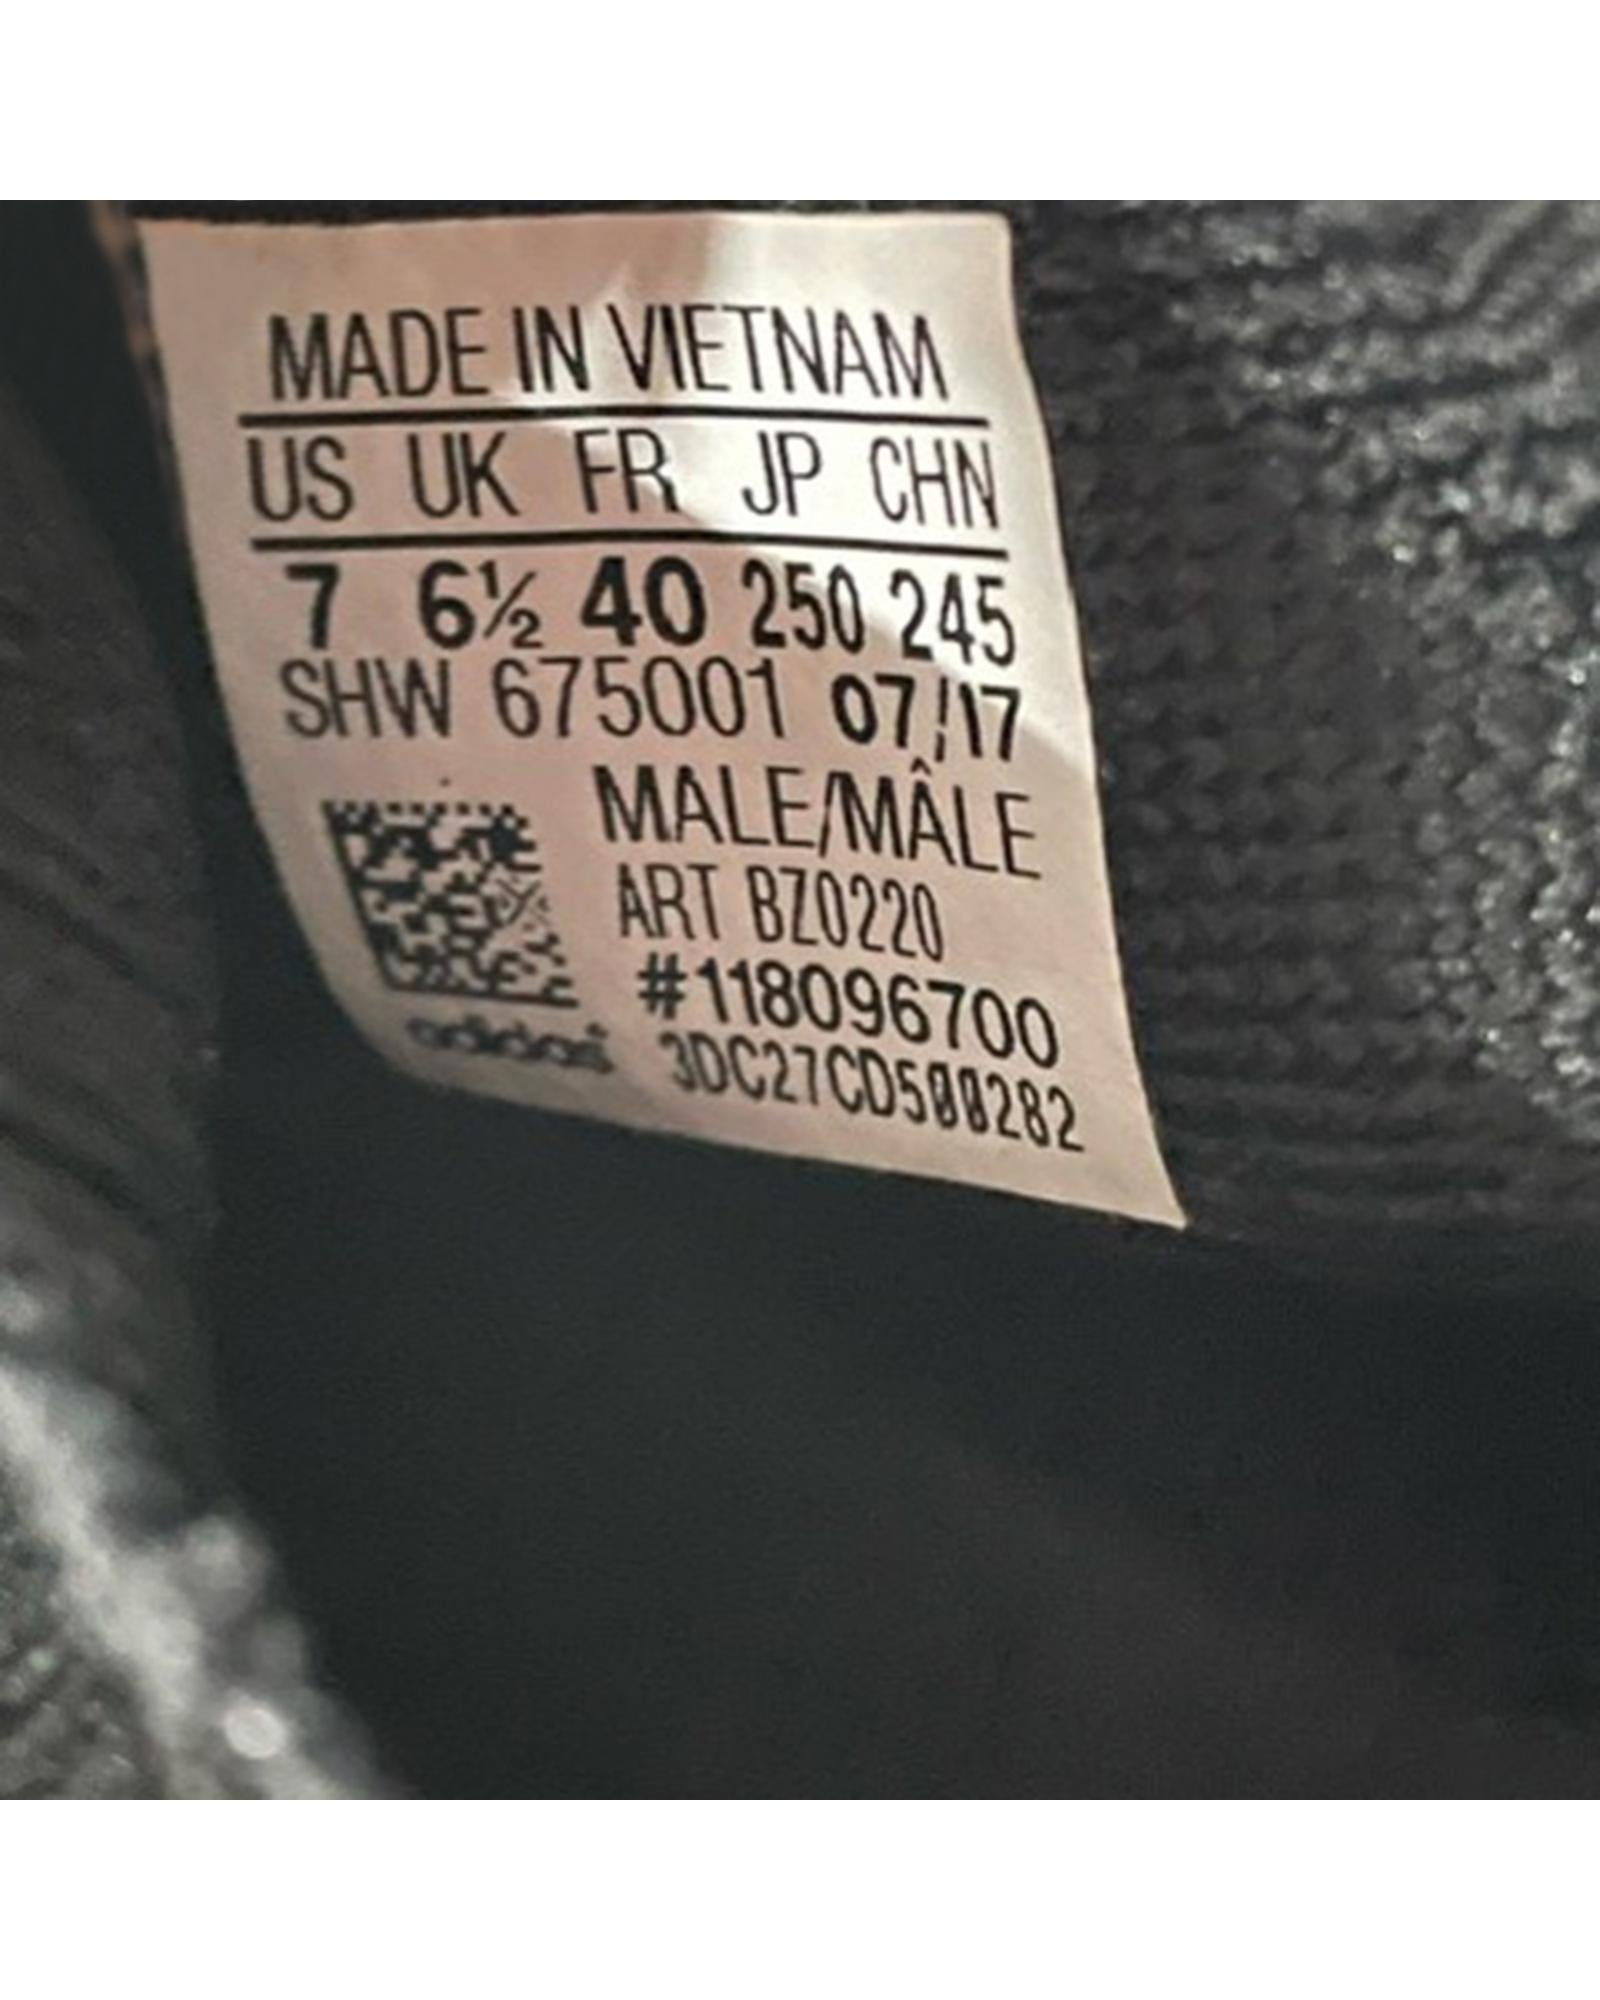 MADE IN VIETNAM
US UK FR JP CHN
7 6½ 40 250 245
SHW 675001 07/17
MALE/MÂLE
ART BZ0220
#118096700
adidas 3DC27CD500282